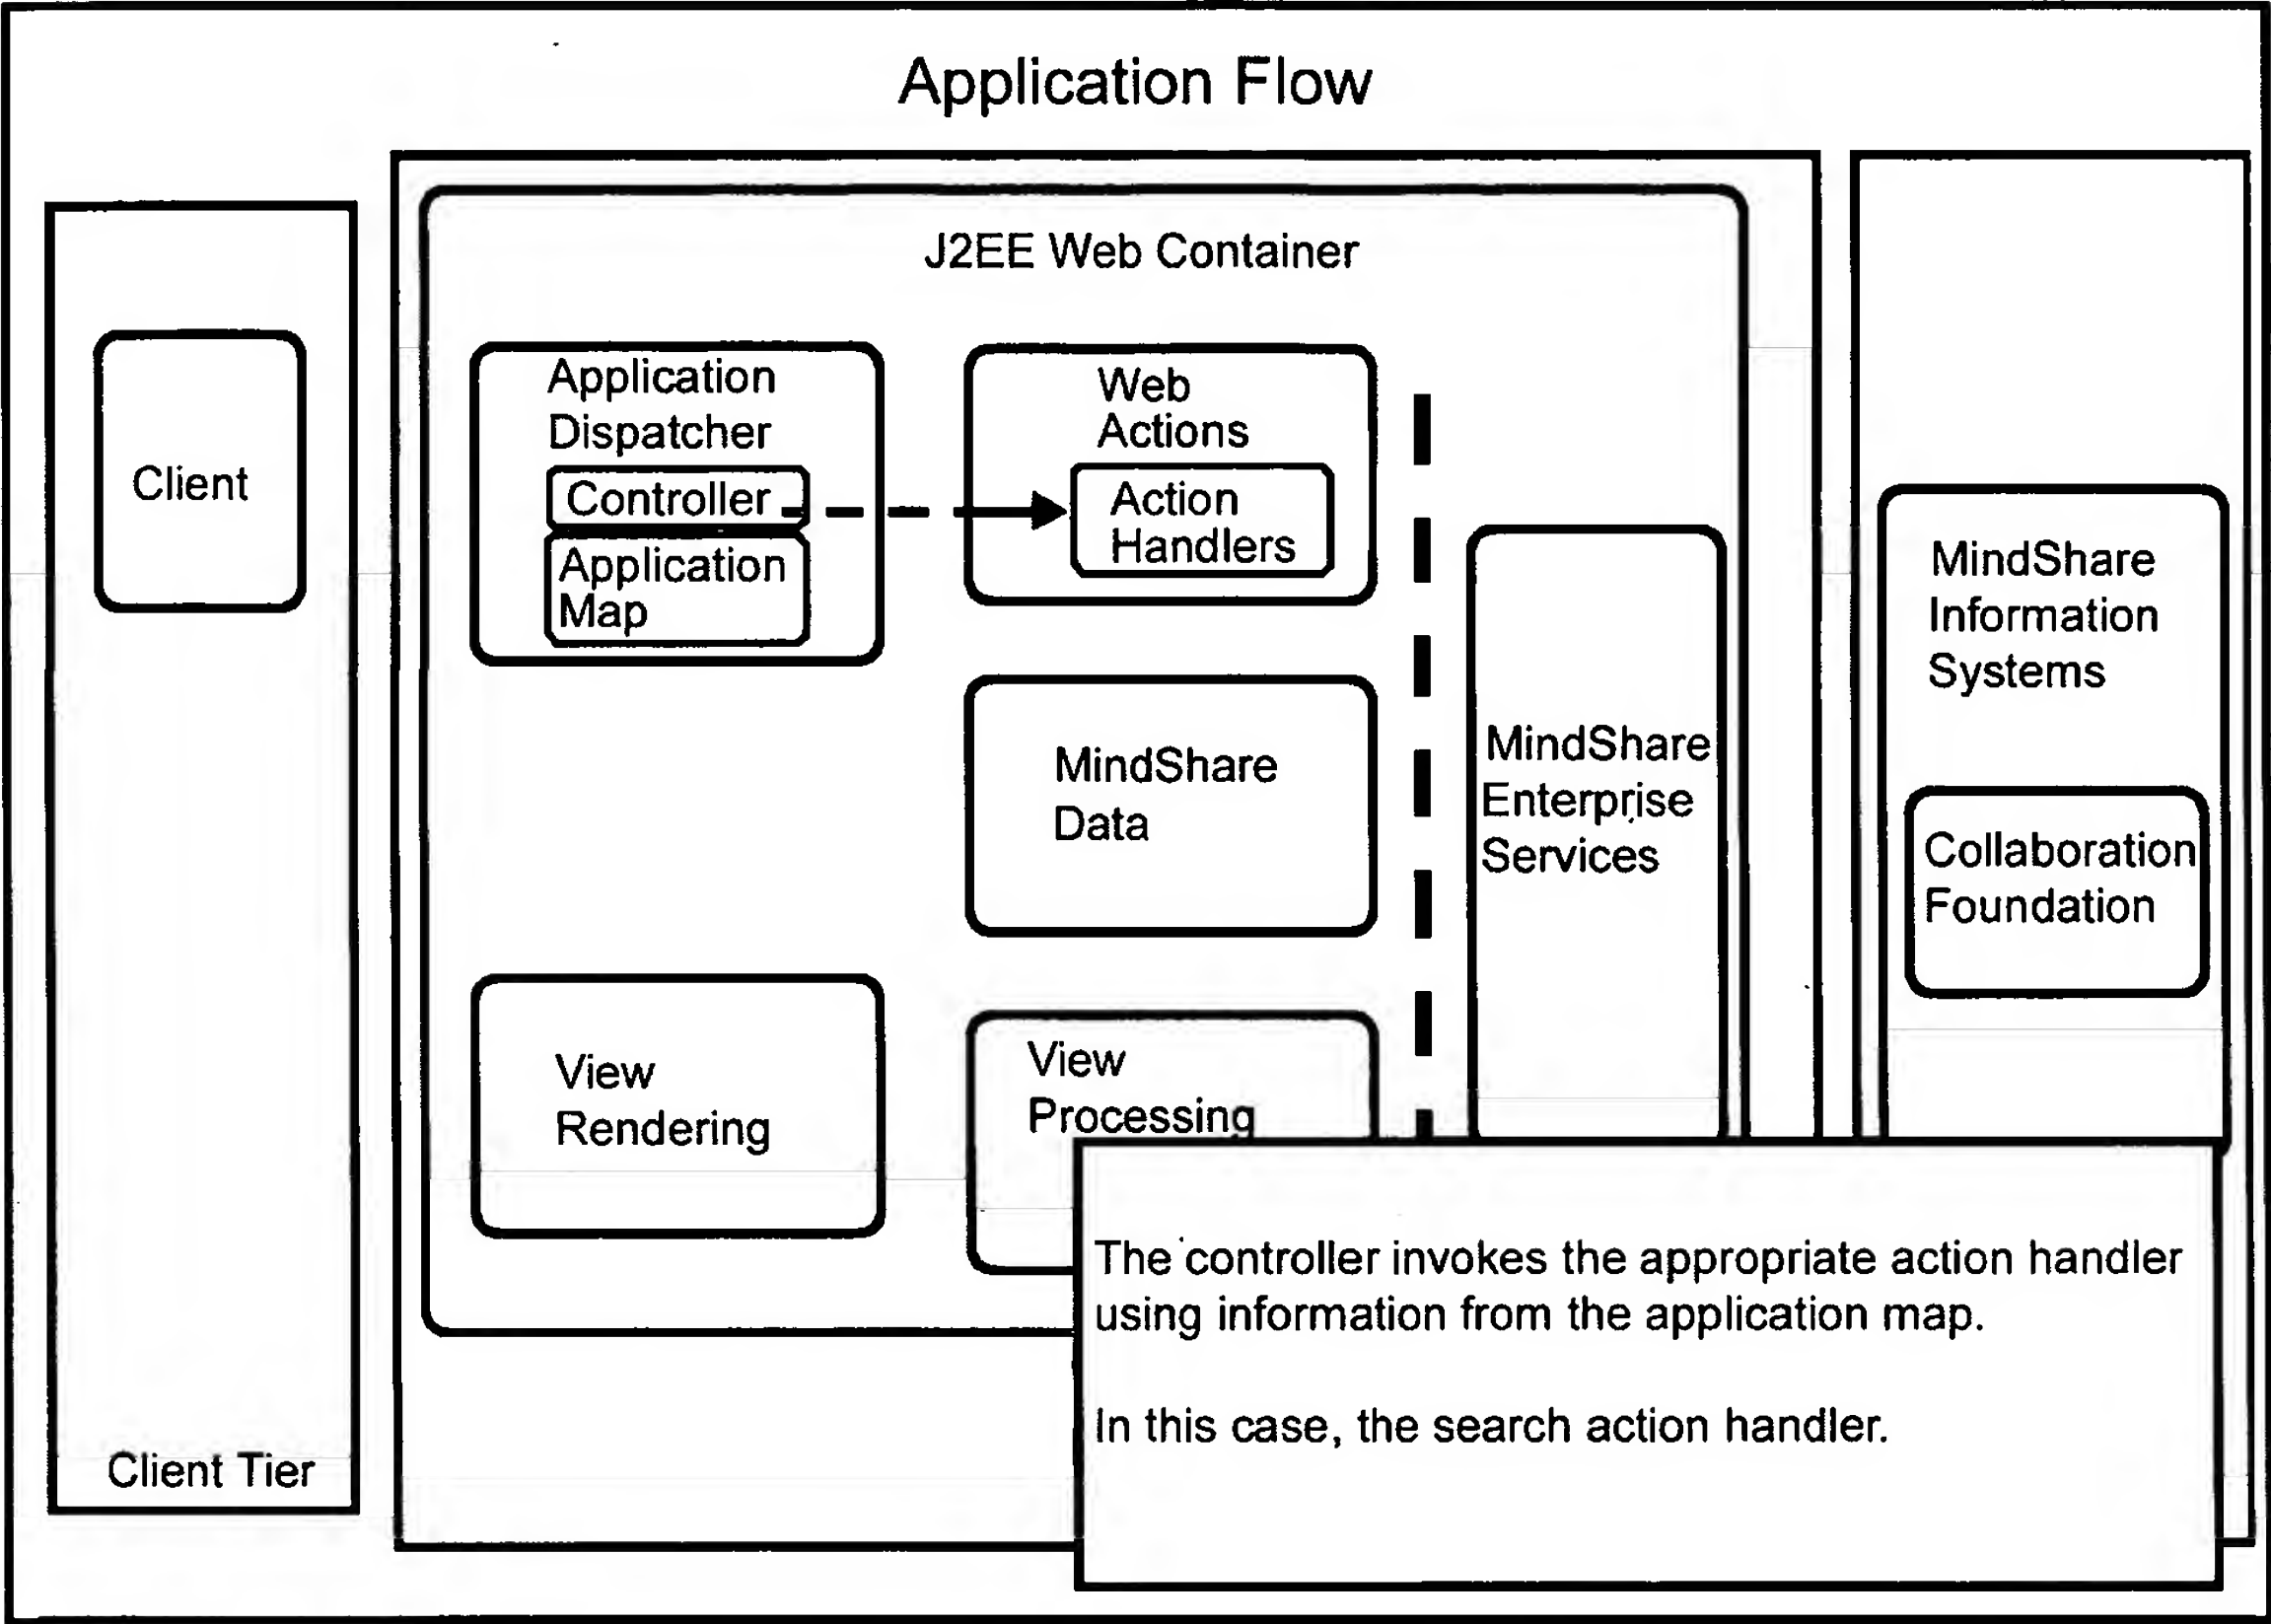 Application Flow
J2EE Web Container
Client
Client Tier
Application
Dispatcher
Controller
Application
Map
Web
Actions
Action
Handlers
MindShare
Data
View
Rendering
View
Processing
MindShare
Enterprise
Services
MindShare
Information
Systems
Collaboration
Foundation
The controller invokes the appropriate action handler
using information from the application map.
In this case, the search action handler.